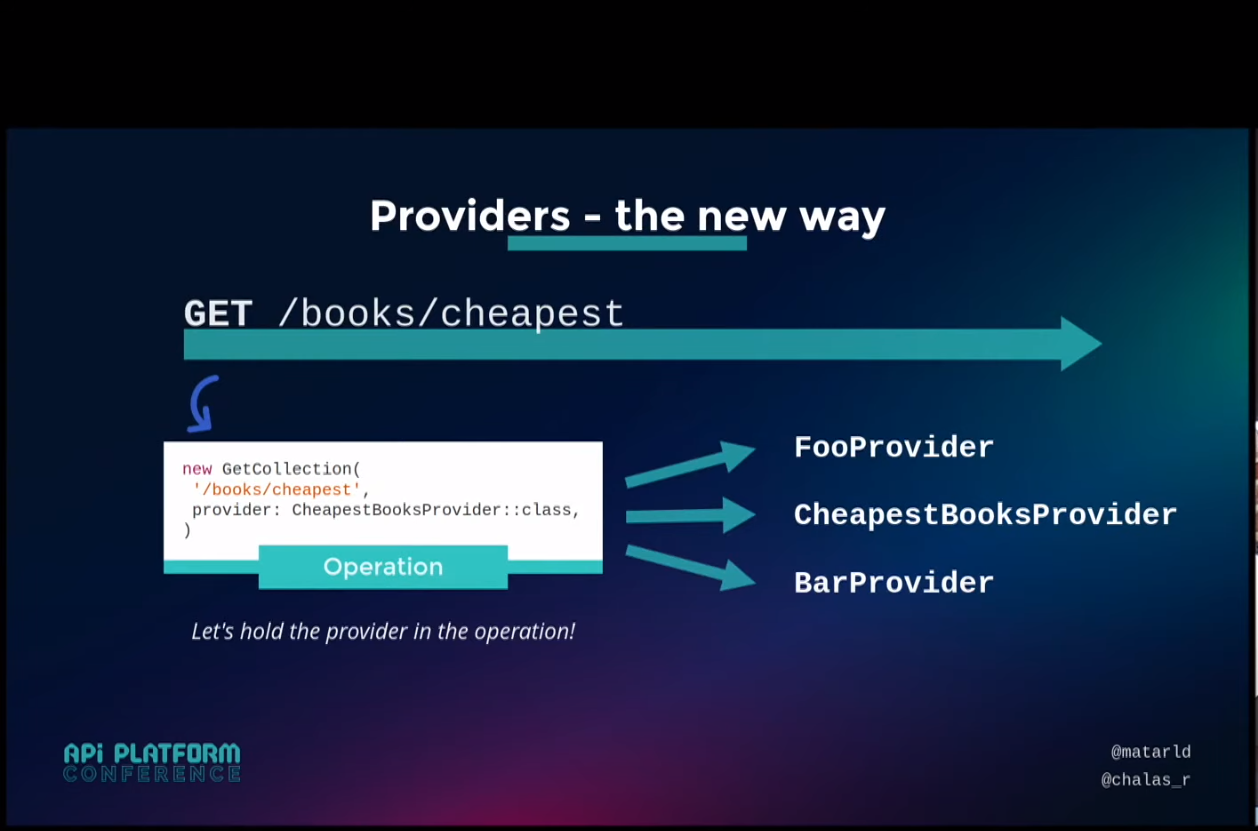 Providers - the new way
GET /books/cheapest
new GetCollection(
'/books/cheapest',
provider: CheapestBooksProvider::class,
)
Operation
Let's hold the provider in the operation!
FooProvider
CheapestBooksProvider
BarProvider
API PLATFORM
CONFERENCE
@matarld
@chalas_r